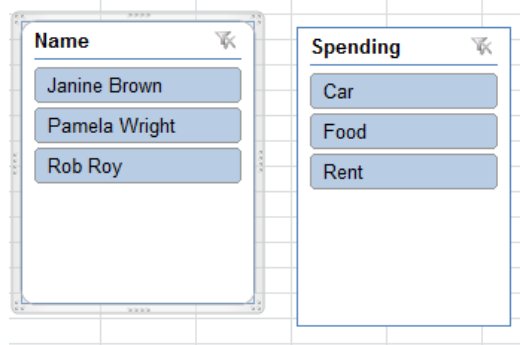 Name
Janine Brown
Pamela Wright
Rob Roy
Spending
Car
Food
Rent